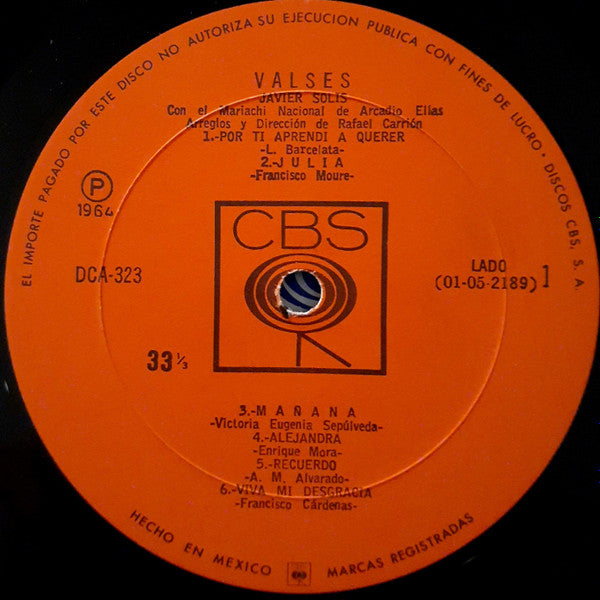 EL IMPORTE PAGADO POR ESTE DISCO NO AUTORIZA SU EJECUCION PUBLICA CON FINES DE LUCRO • DISCOS CBS, S. A.
VALSES
JAVIER SOLIS
Con el Mariachi Nacional de Arcadio Elías
Arreglos y Dirección de Rafael Carrión
1.-POR TI APRENDI A QUERER
-L. Barcelata-
2.-JULIA
-Francisco Moure-
P
1964
CBS
DCA-323
LADO 1
(01-05-2189)
33 1/3
3.-MAÑANA
-Victoria Eugenia Sepúlveda-
4.-ALEJANDRA
-Enrique Mora-
5.-RECUERDO
-A. M. Alvarado-
6.-VIVA MI DESGRACIA
-Francisco Cárdenas-
HECHO EN MEXICO MARCAS REGISTRADAS